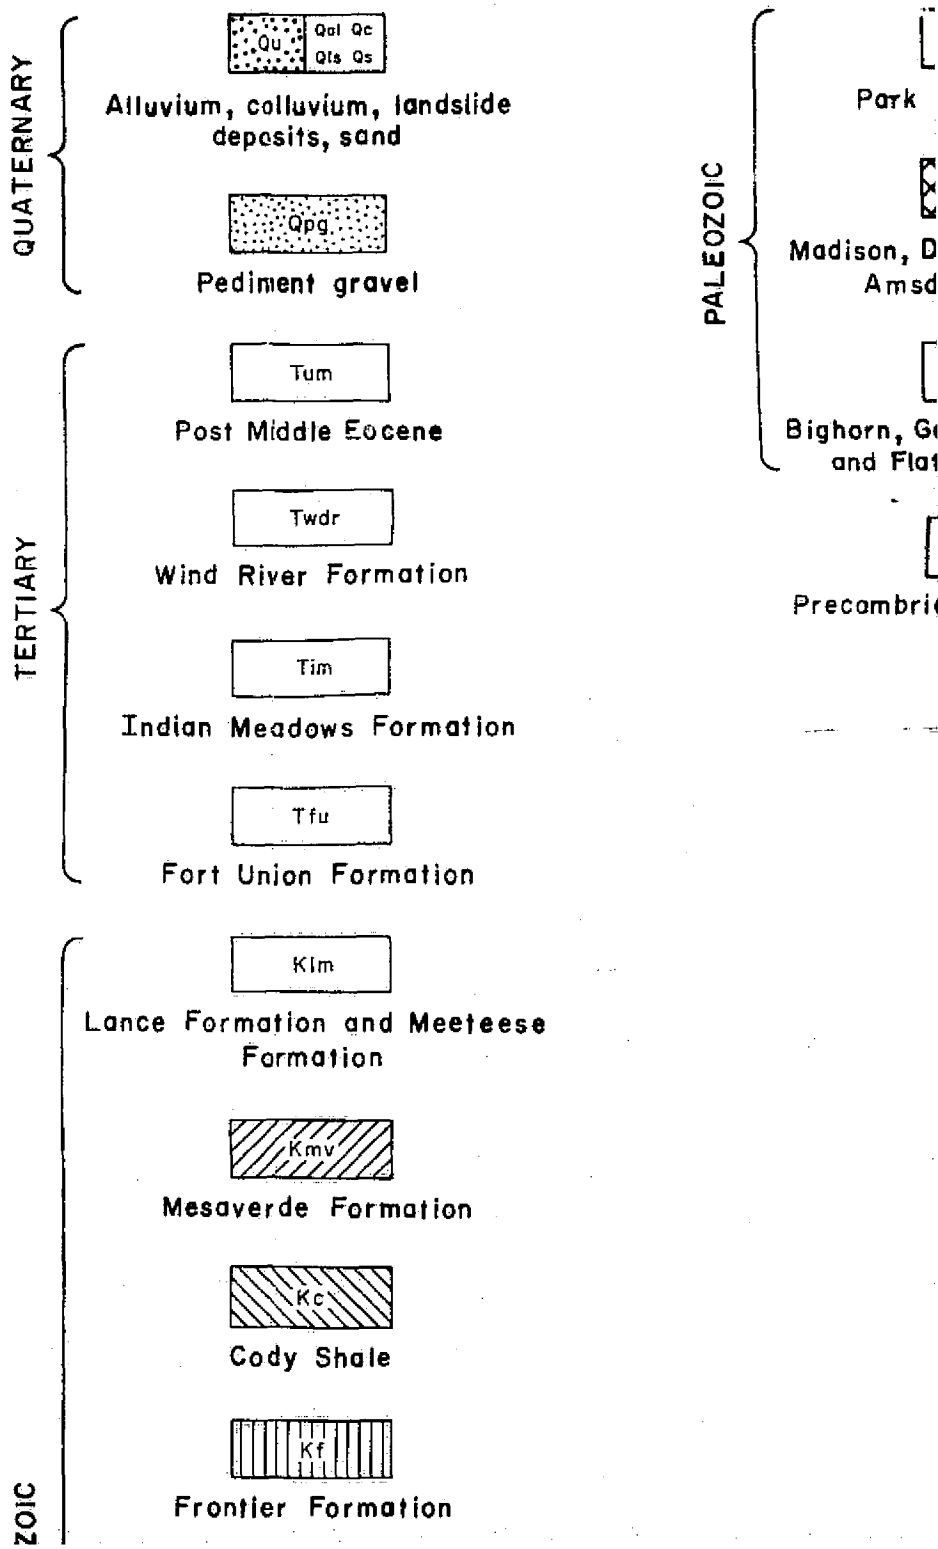 QUATERNARY
Qu
Qal Qc
Qls Qs
Alluvium, colluvium, landslide
deposits, sand
Qpg
Pediment gravel
TERTIARY
Tum
Post Middle Eocene
Twdr
Wind River Formation
Tim
Indian Meadows Formation
Tfu
Fort Union Formation
ZOIC
Klm
Lance Formation and Meeteese
Formation
Kmv
Mesaverde Formation
Kc
Cody Shale
Kf
Frontier Formation
PALEOZOIC
Park
Madison, D
Amsd
Bighorn, Ge
and Flat
Precambri